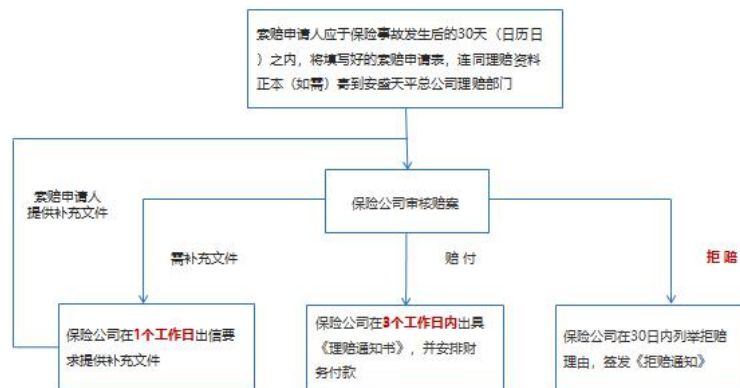 索赔申请人应于保险事故发生后的30天（日历日
）之内，将填写好的索赔申请表，连同理赔资料
正本（如需）寄到安盛天平总公司理赔部门
索赔申请人
提供补充文件
保险公司审核赔案
需补充文件
赔 付
拒 赔
保险公司在1个工作日出信要
求提供补充文件
保险公司在3个工作日内出具
《理赔通知书》，并安排财
务付款
保险公司在30日内列举拒赔
理由，签发《拒赔通知》